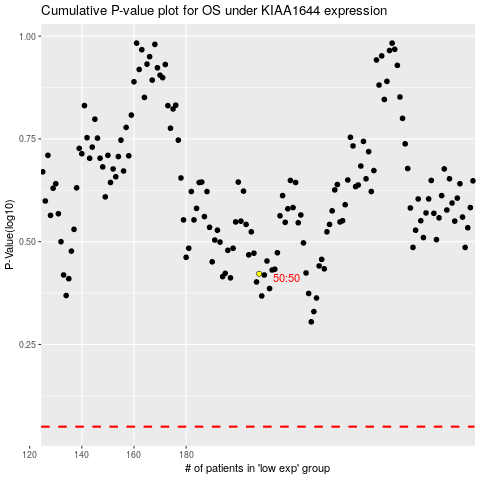 Cumulative P-value plot for OS under KIAA1644 expression
P-Value(log10)
1.00
0.75
0.50
0.25
50:50
120 140 160 180
# of patients in 'low exp' group